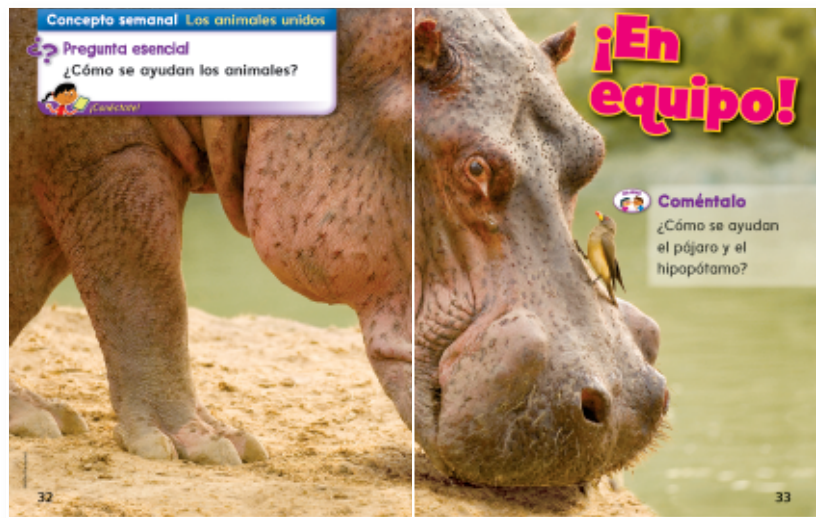 Concepto semanal Los animales unidos
Pregunta esencial
¿Cómo se ayudan los animales?
¡Conéctate!
¡En
equipo!
Coméntalo
¿Cómo se ayudan
el pájaro y el
hipopótamo?
32
33